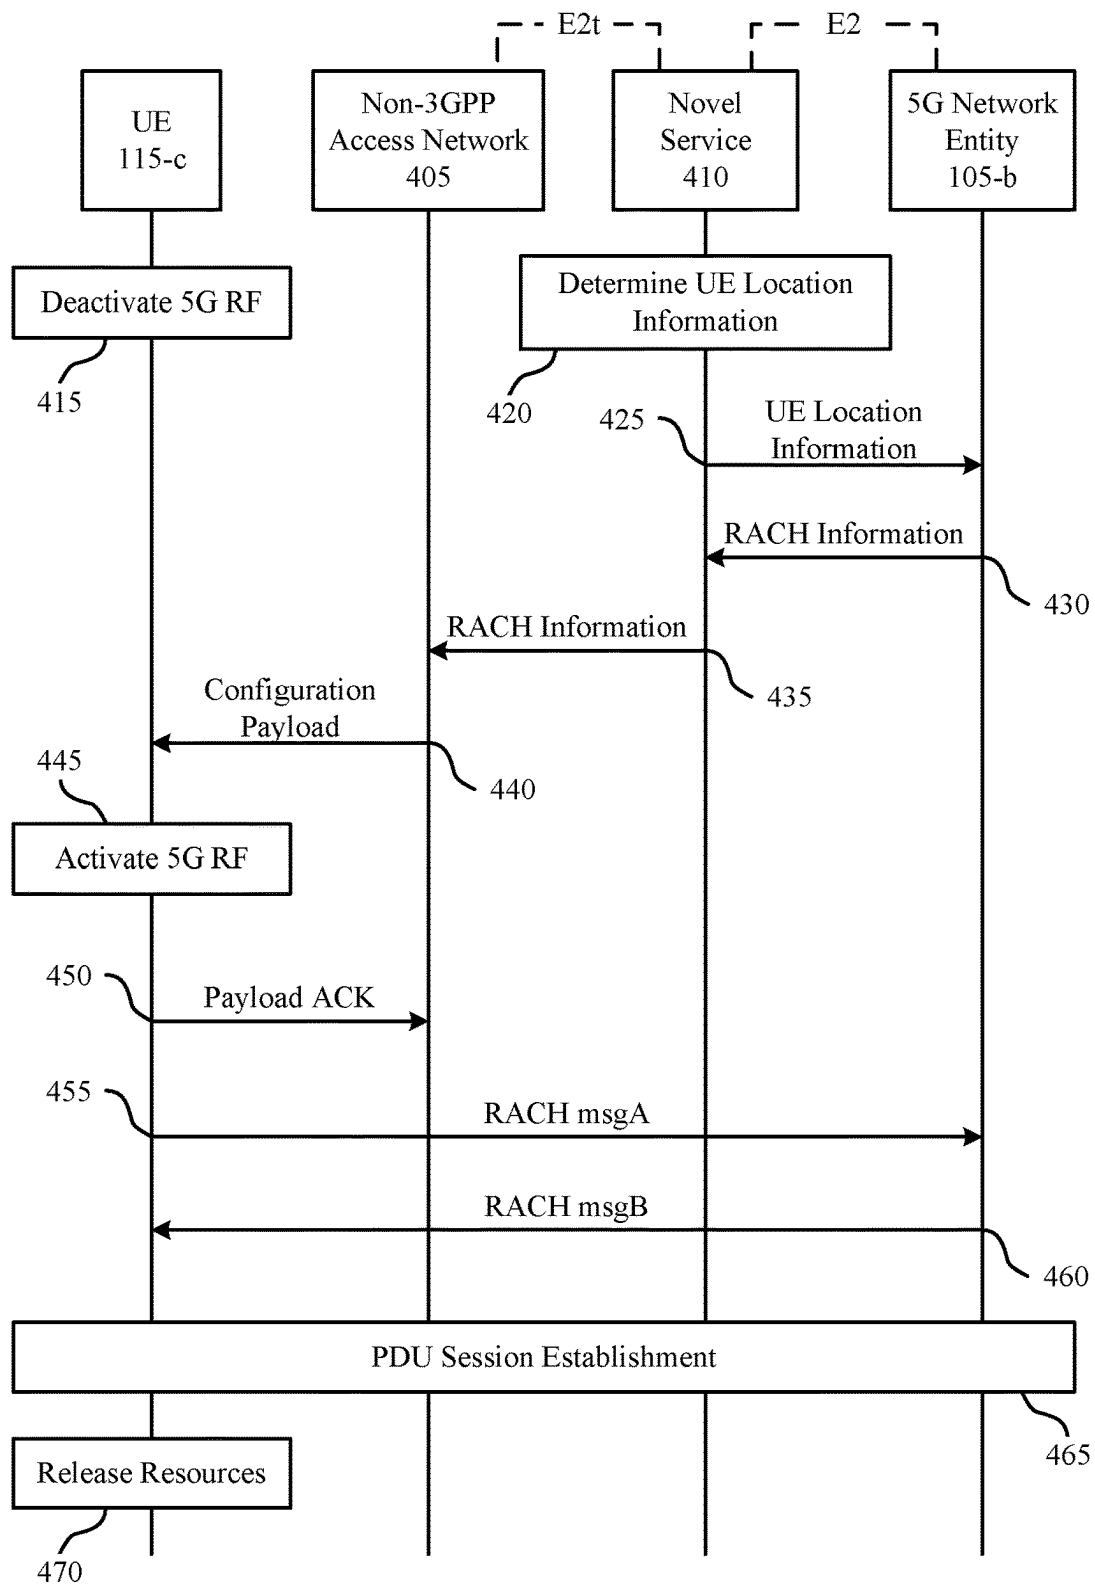 E2t
E2
UE
115-c
Non-3GPP
Access Network
405
Novel
Service
410
5G Network
Entity
105-b
Deactivate 5G RF
415
Determine UE Location
Information
420
425
UE Location
Information
RACH Information
430
RACH Information
435
Configuration
Payload
440
445
Activate 5G RF
450
Payload ACK
455
RACH msgA
RACH msgB
460
PDU Session Establishment
465
Release Resources
470